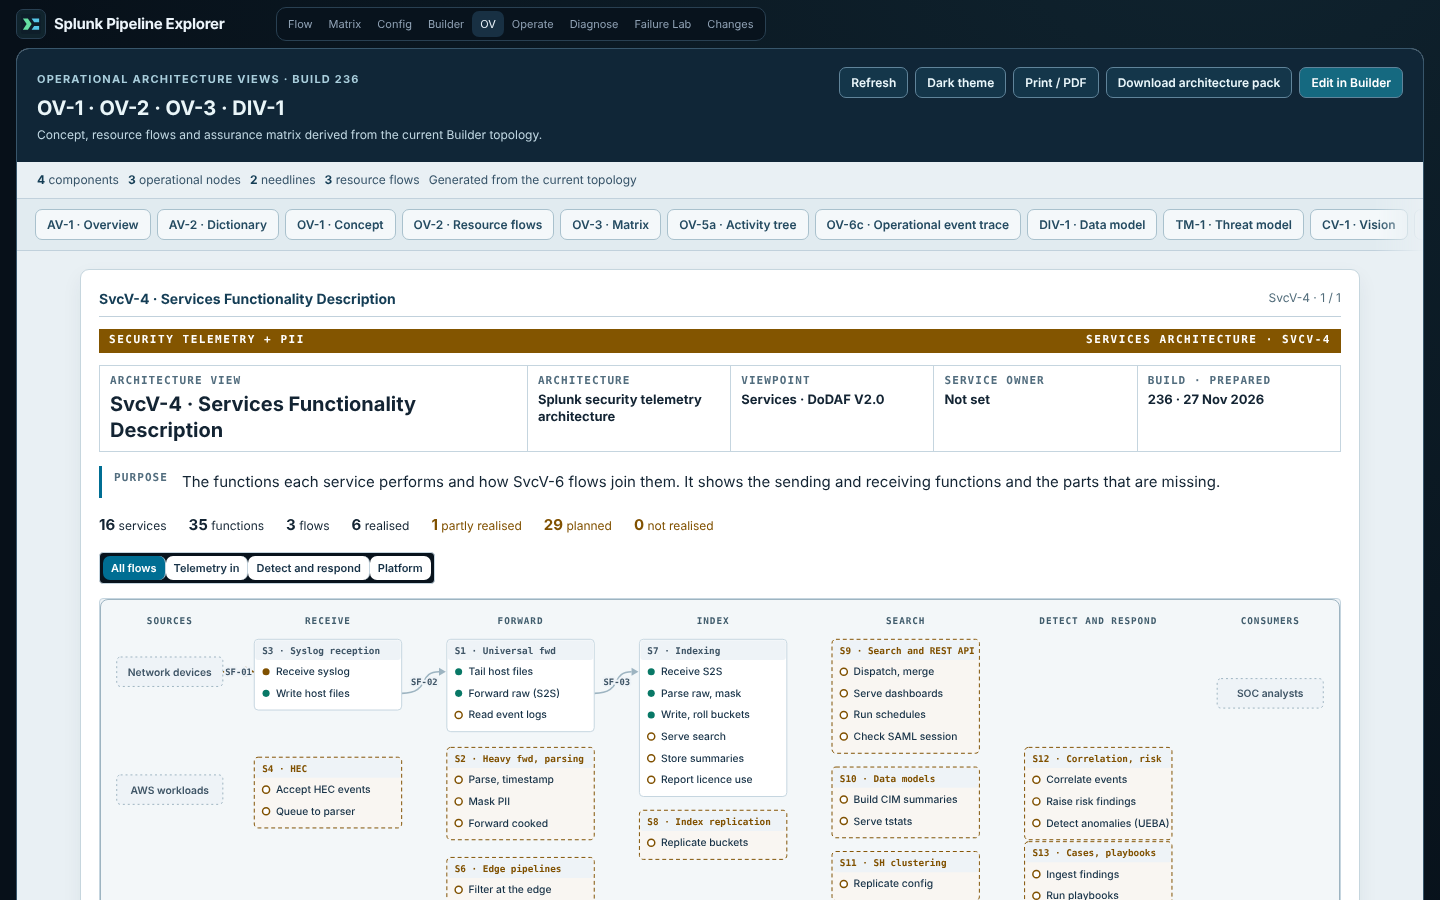 Splunk Pipeline Explorer
Flow Matrix Config Builder OV Operate Diagnose Failure Lab Changes
OPERATIONAL ARCHITECTURE VIEWS · BUILD 236
OV-1 · OV-2 · OV-3 · DIV-1
Concept, resource flows and assurance matrix derived from the current Builder topology.
Refresh Dark theme Print / PDF Download architecture pack Edit in Builder
4 components 3 operational nodes 2 needlines 3 resource flows Generated from the current topology
AV-1 · Overview AV-2 · Dictionary OV-1 · Concept OV-2 · Resource flows OV-3 · Matrix OV-5a · Activity tree OV-6c · Operational event trace DIV-1 · Data model TM-1 · Threat model CV-1 · Vision
SvcV-4 · Services Functionality Description
SvcV-4 · 1 / 1
SECURITY TELEMETRY + PII
SERVICES ARCHITECTURE · SVCV-4
ARCHITECTURE VIEW
SvcV-4 · Services Functionality
Description
ARCHITECTURE
Splunk security telemetry
architecture
VIEWPOINT
Services · DoDAF V2.0
SERVICE OWNER
Not set
BUILD · PREPARED
236 · 27 Nov 2026
PURPOSE
The functions each service performs and how SvcV-6 flows join them. It shows the sending and receiving functions and the parts that are missing.
16 services 35 functions 3 flows 6 realised 1 partly realised 29 planned 0 not realised
All flows Telemetry in Detect and respond Platform
SOURCES
RECEIVE
FORWARD
INDEX
SEARCH
DETECT AND RESPOND
CONSUMERS
Network devices
SF-01
AWS workloads
S3 · Syslog reception
Receive syslog
Write host files
SF-02
S4 · HEC
Accept HEC events
Queue to parser
S1 · Universal fwd
Tail host files
Forward raw (S2S)
Read event logs
SF-03
S2 · Heavy fwd, parsing
Parse, timestamp
Mask PII
Forward cooked
S6 · Edge pipelines
Filter at the edge
S7 · Indexing
Receive S2S
Parse raw, mask
Write, roll buckets
Serve search
Store summaries
Report licence use
S8 · Index replication
Replicate buckets
S9 · Search and REST API
Dispatch, merge
Serve dashboards
Run schedules
Check SAML session
S10 · Data models
Build CIM summaries
Serve tstats
S11 · SH clustering
Replicate config
S12 · Correlation, risk
Correlate events
Raise risk findings
Detect anomalies (UEBA)
S13 · Cases, playbooks
Ingest findings
Run playbooks
SOC analysts